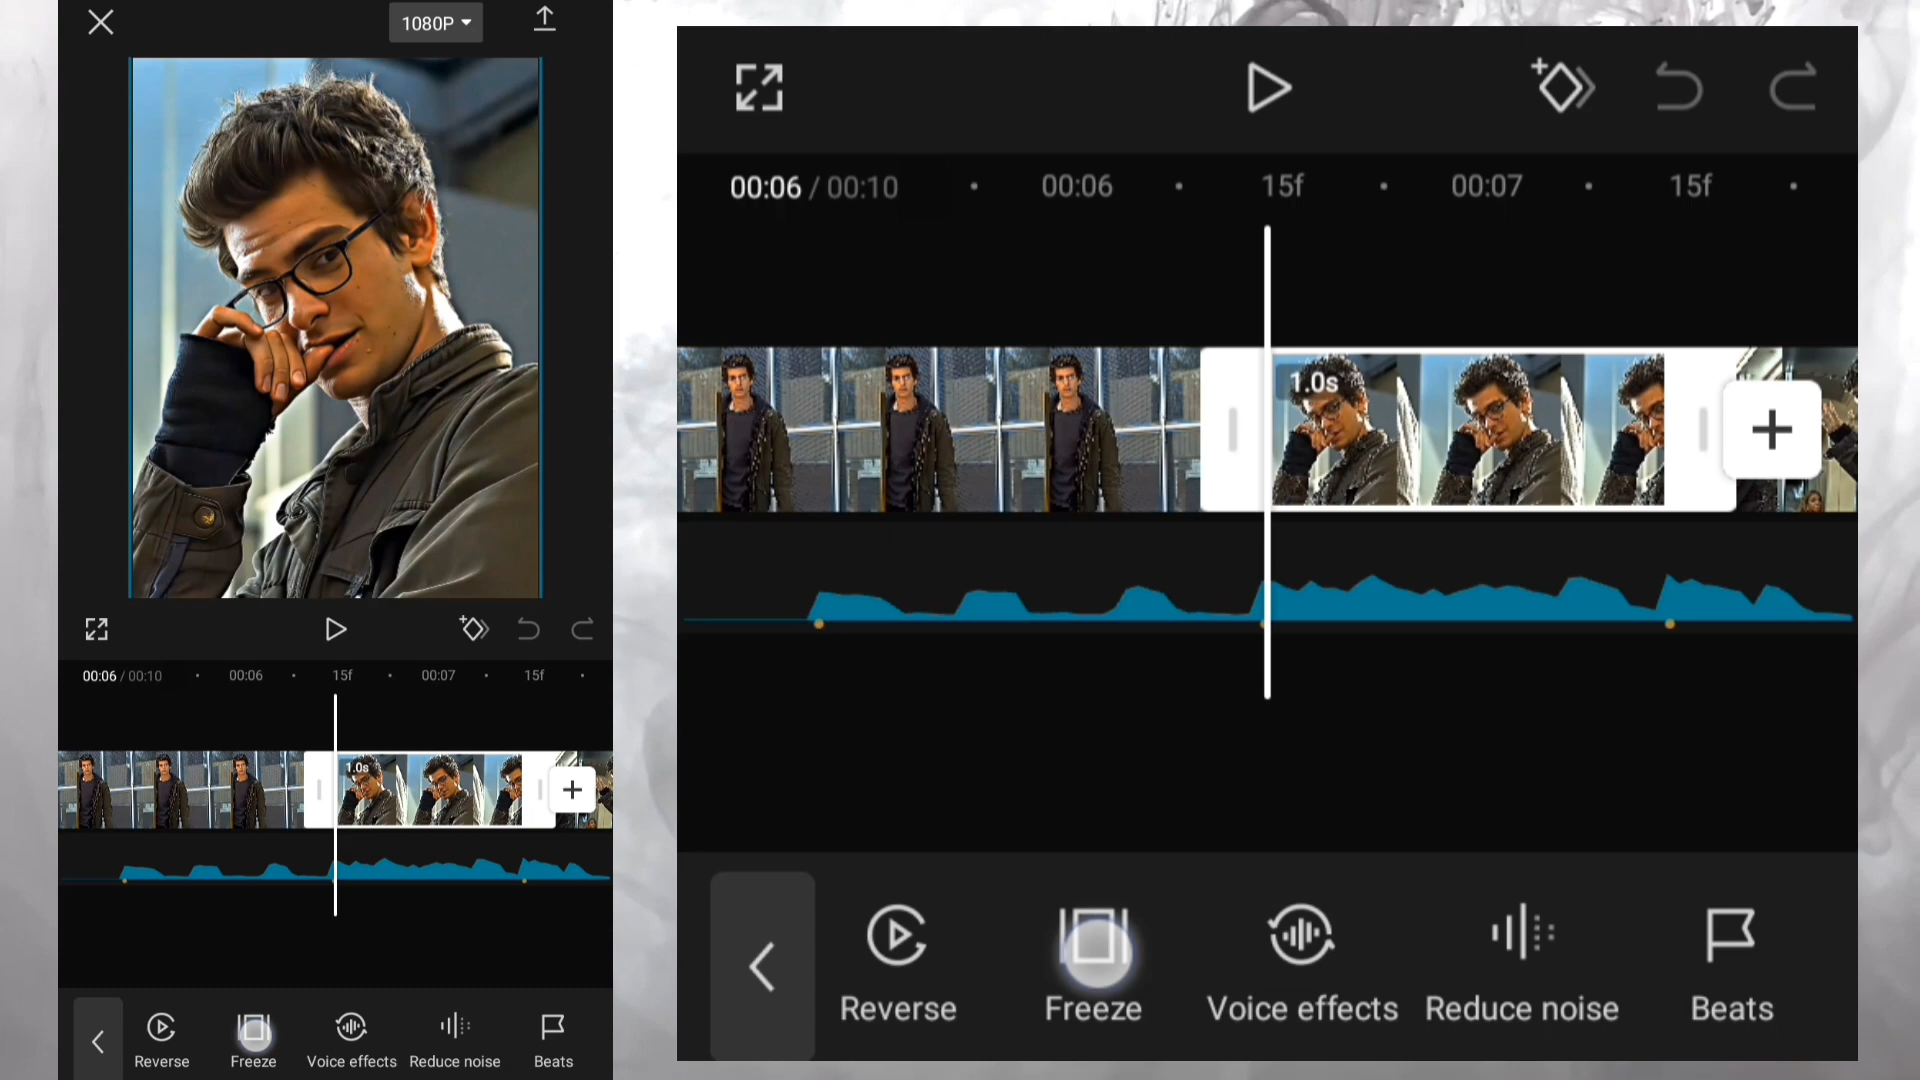 1080P
00:06 / 00:10 00:06 15f 00:07 15f
1.0s
Reverse Freeze Voice effects Reduce noise Beats
00:06 / 00:10 00:06 15f 00:07 15f
1.0s
Reverse Freeze Voice effects Reduce noise Beats